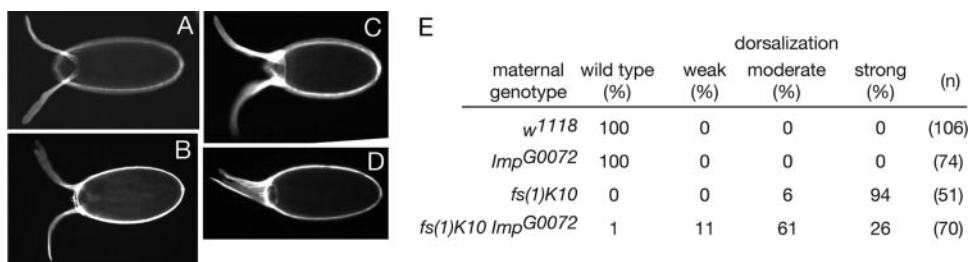 A
B
C
D
E
dorsalization
maternal genotype wild type (%) weak (%) moderate (%) strong (%) (n)
w1118 100 0 0 0 (106)
ImpG0072 100 0 0 0 (74)
fs(1)K10 0 0 6 94 (51)
fs(1)K10 ImpG0072 1 11 61 26 (70)